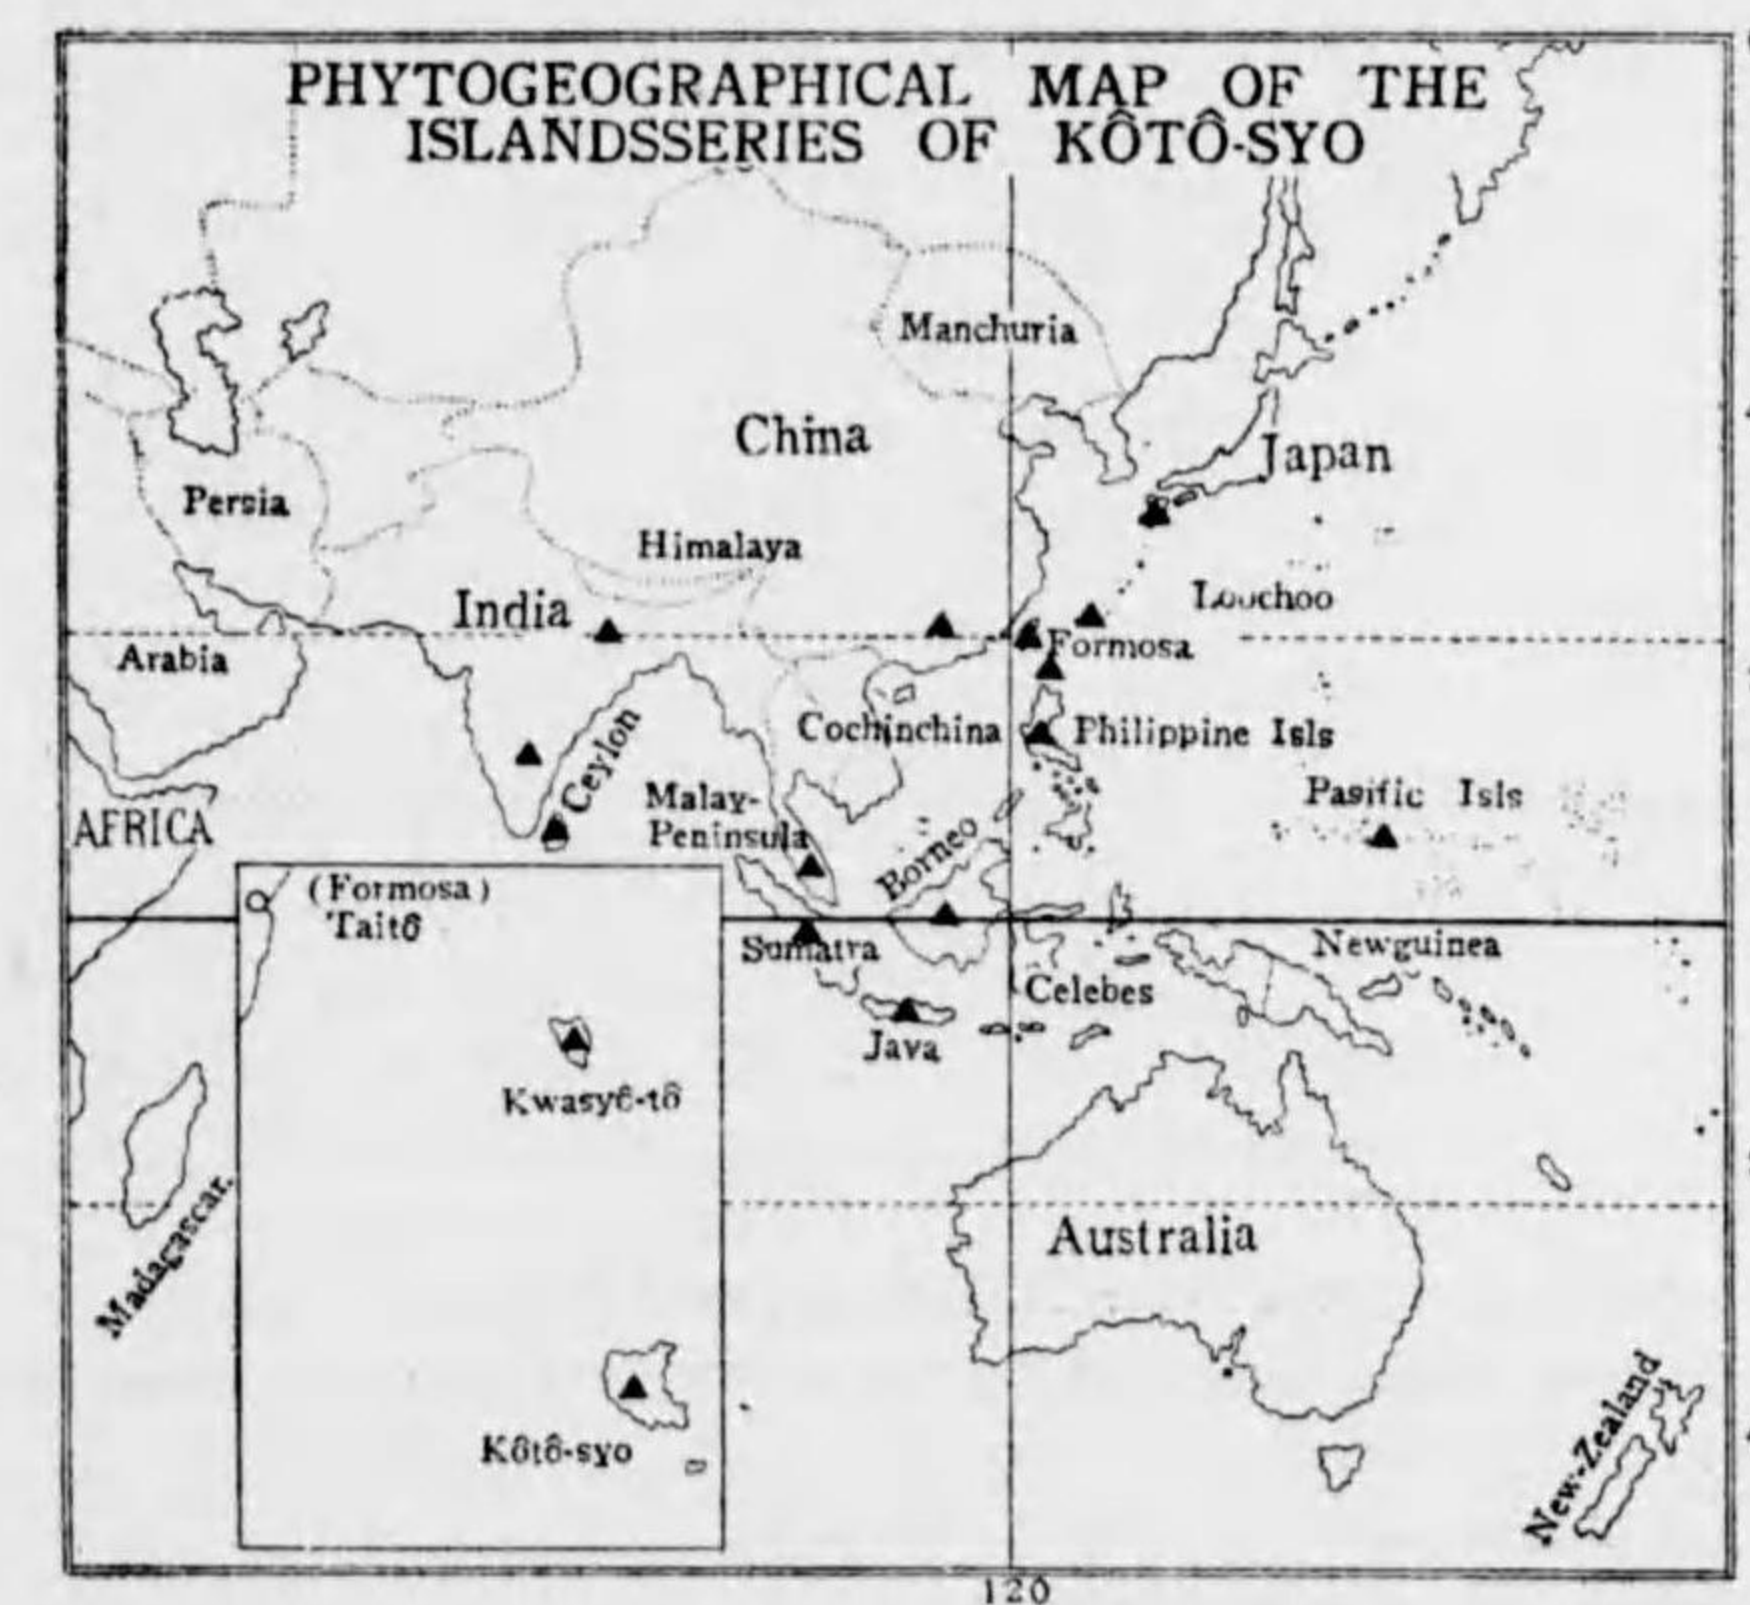 PHYTOGEOGRAPHICAL MAP OF THE
ISLANDSSERIES OF KÔTÔ-SYO
Manchuria
China
Japan
Persia
Himalaya
India
Loochoo
Formosa
Arabia
Cochinchina
Philippine Isls
Ceylon
Malay-
Peninsula
Pasific Isls
AFRICA
Borneo
(Formosa)
Taitô
Sumatra
Newguinea
Celebes
Java
Kwasyô-tô
Madagascar.
Australia
Kôtô-syo
New-Zealand
120